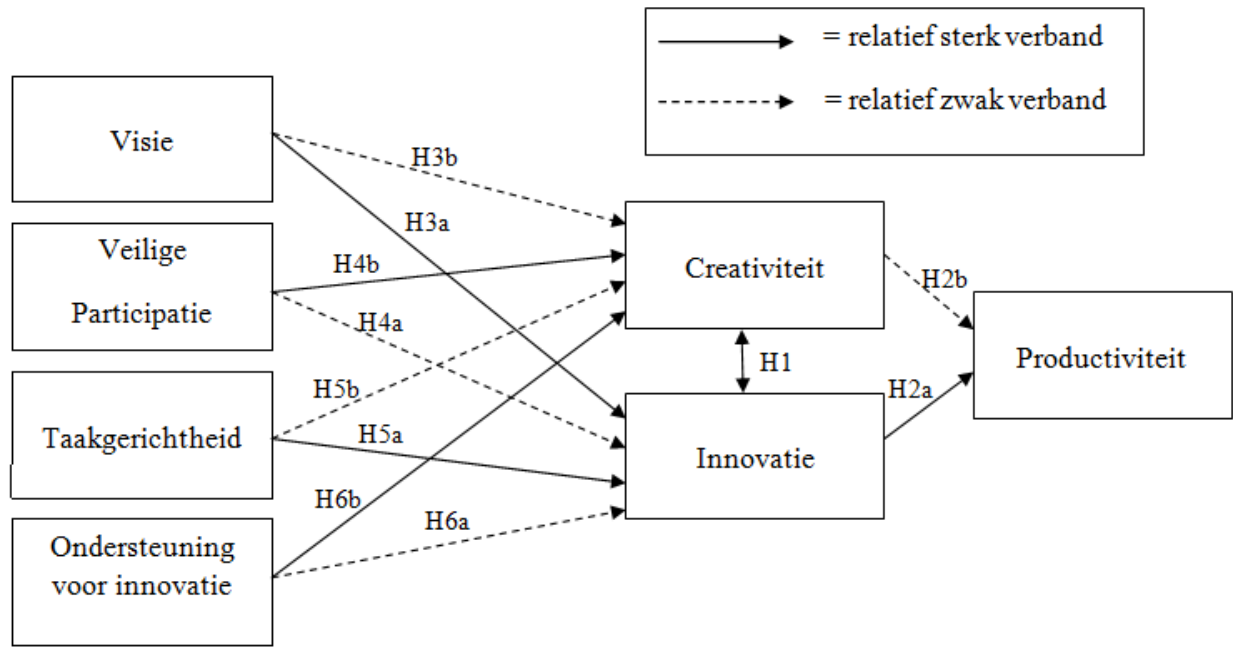 = relatief sterk verband
= relatief zwak verband
Visie
Veilige
Participatie
Taakgerichtheid
Ondersteuning
voor innovatie
H3b
H3a
H4b
H4a
H5b
H5a
H6b
H6a
Creativiteit
H1
Innovatie
H2b
H2a
Productiviteit